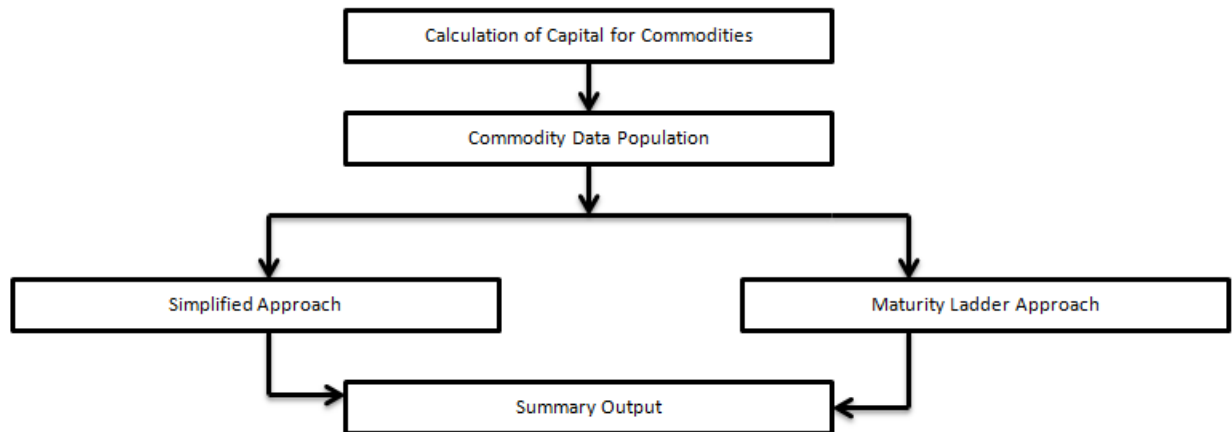 Calculation of Capital for Commodities
Commodity Data Population
Simplified Approach
Maturity Ladder Approach
Summary Output